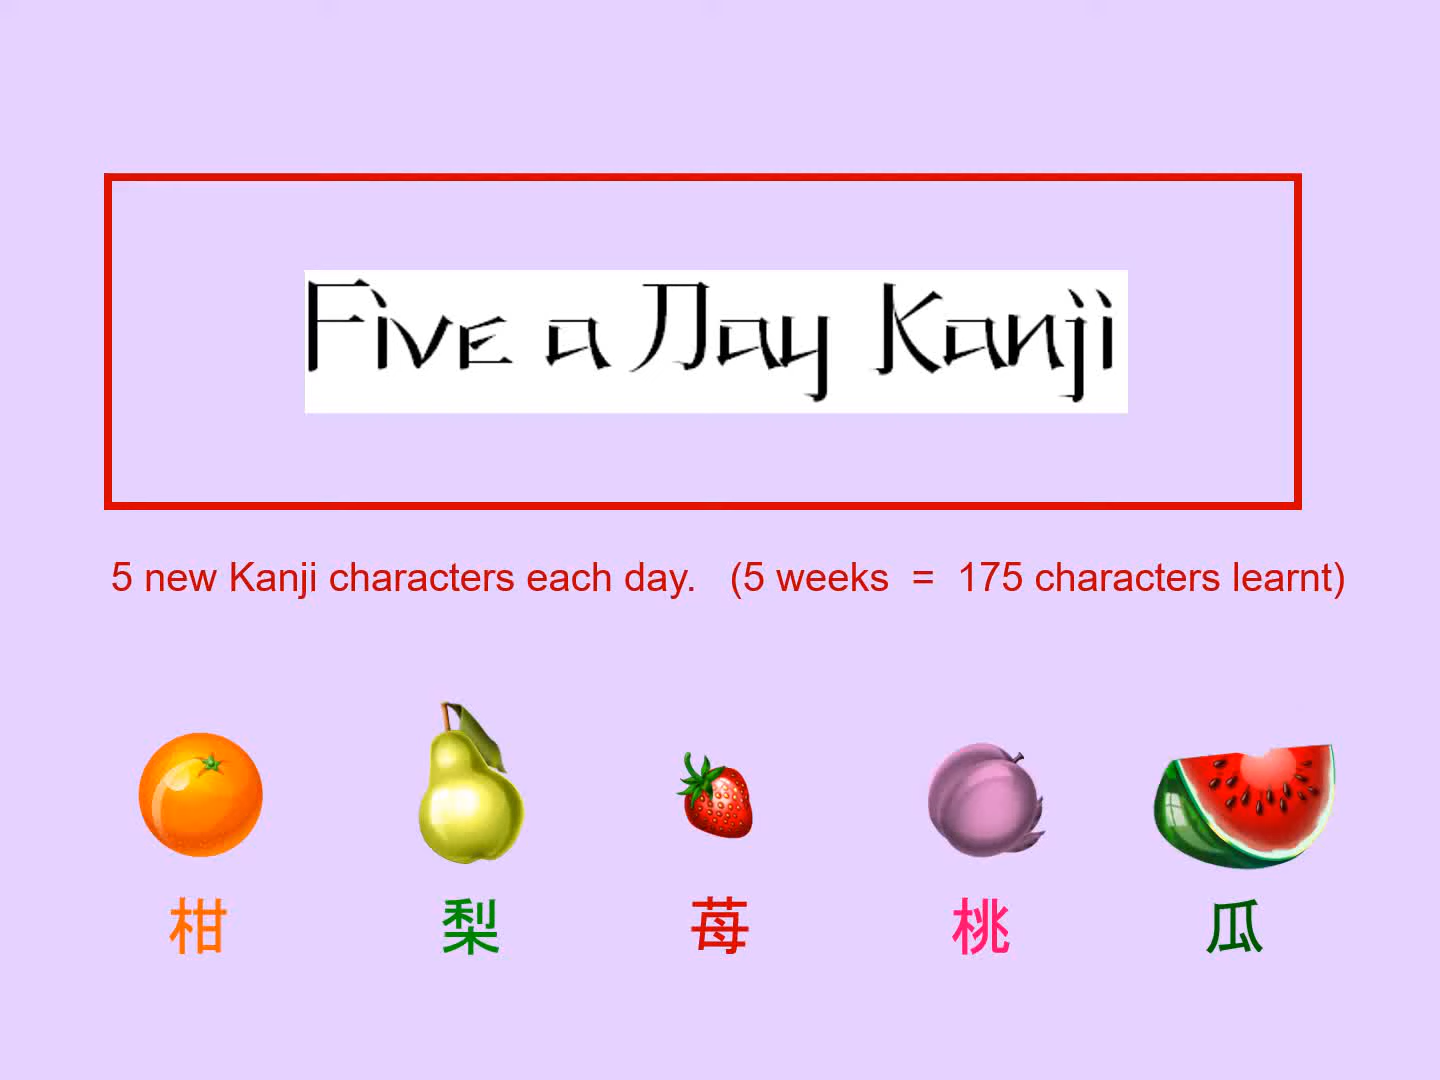 Five a Day Kanji
5 new Kanji characters each day. (5 weeks = 175 characters learnt)
柑 梨 苺 桃 瓜